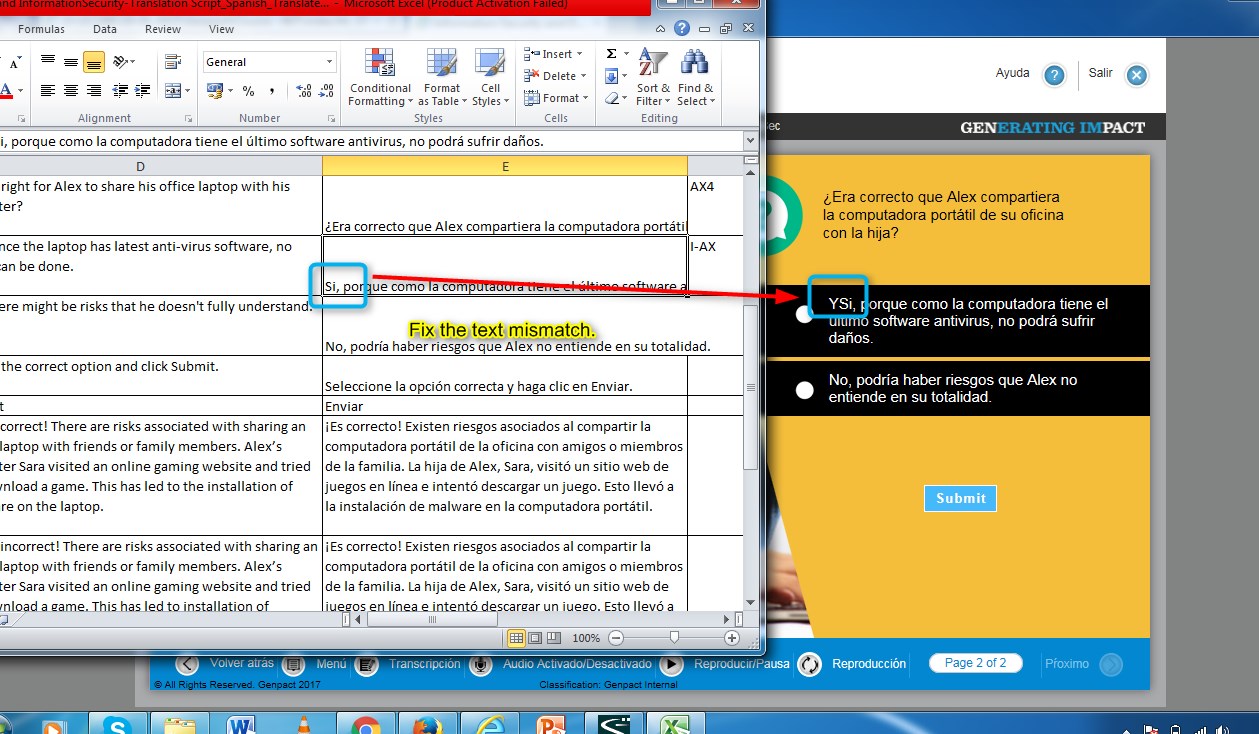 and InformationSecurity-Translation Script_Spanish_Translate... - Microsoft Excel (Product Activation Failed)
Formulas Data Review View
General
Conditional Formatting
Format as Table
Cell Styles
Insert
Delete
Format
Sort & Filter
Find & Select
Alignment Number Styles Cells Editing
i, porque como la computadora tiene el último software antivirus, no podrá sufrir daños.
D E
right for Alex to share his office laptop with his
ter?
¿Era correcto que Alex compartiera la computadora portátil
AX4
nce the laptop has latest anti-virus software, no
can be done.
Si, porque como la computadora tiene el último software a
I-AX
ere might be risks that he doesn't fully understand.
Fix the text mismatch.
No, podría haber riesgos que Alex no entiende en su totalidad.
the correct option and click Submit.
Seleccione la opción correcta y haga clic en Enviar.
t
Enviar
correct! There are risks associated with sharing an
laptop with friends or family members. Alex’s
ter Sara visited an online gaming website and tried
wnload a game. This has led to the installation of
re on the laptop.
¡Es correcto! Existen riesgos asociados al compartir la
computadora portátil de la oficina con amigos o miembros
de la familia. La hija de Alex, Sara, visitó un sitio web de
juegos en línea e intentó descargar un juego. Esto llevó a
la instalación de malware en la computadora portátil.
incorrect! There are risks associated with sharing an
laptop with friends or family members. Alex’s
ter Sara visited an online gaming website and tried
wnload a game. This has led to installation of
¡Es correcto! Existen riesgos asociados al compartir la
computadora portátil de la oficina con amigos o miembros
de la familia. La hija de Alex, Sara, visitó un sitio web de
juegos en línea e intentó descargar un juego. Esto llevó a
100%
Ayuda Salir
sec
GENERATING IMPACT
¿Era correcto que Alex compartiera
la computadora portátil de su oficina
con la hija?
YSi, porque como la computadora tiene el
último software antivirus, no podrá sufrir
daños.
No, podría haber riesgos que Alex no
entiende en su totalidad.
Submit
Volver atrás Menú Transcripción Audio Activado/Desactivado Reproducir/Pausa Reproducción Page 2 of 2 Próximo
© All Rights Reserved. Genpact 2017 Classification: Genpact Internal